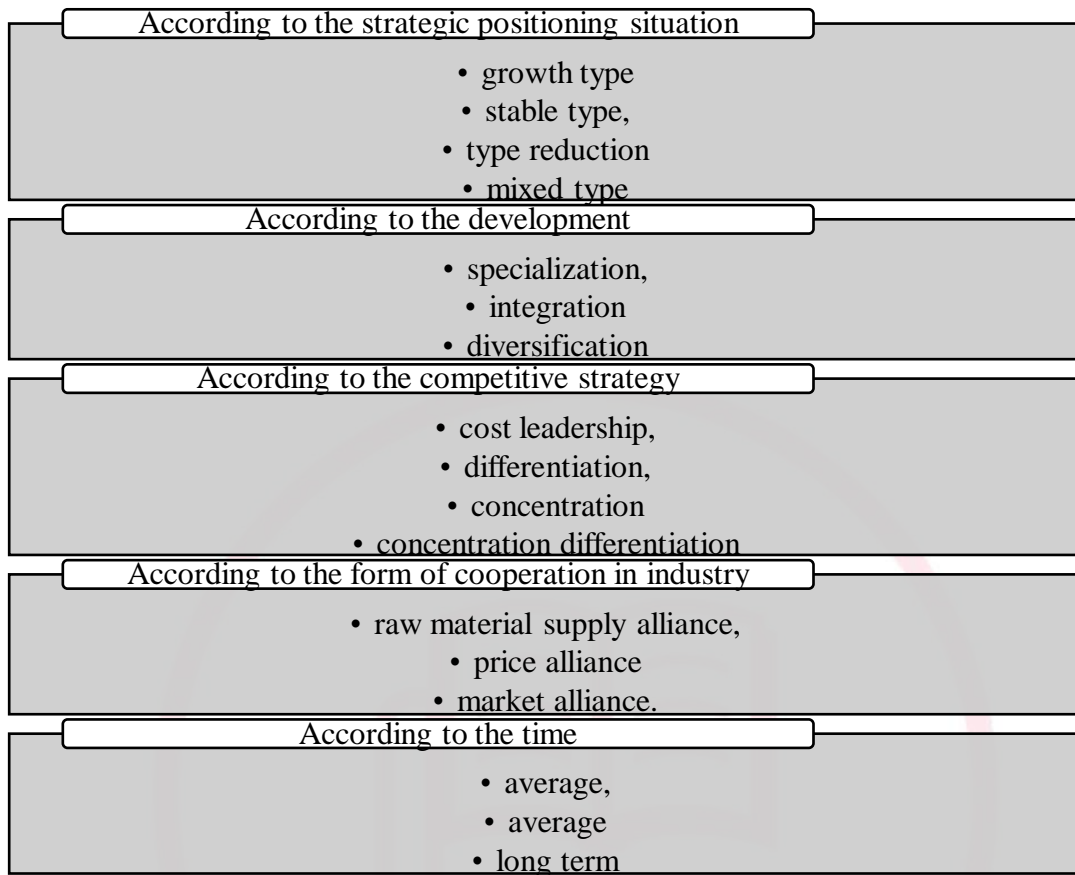 According to the strategic positioning situation
• growth type
• stable type,
• type reduction
• mixed type
According to the development
• specialization,
• integration
• diversification
According to the competitive strategy
• cost leadership,
• differentiation,
• concentration
• concentration differentiation
According to the form of cooperation in industry
• raw material supply alliance,
• price alliance
• market alliance.
According to the time
• average,
• average
• long term